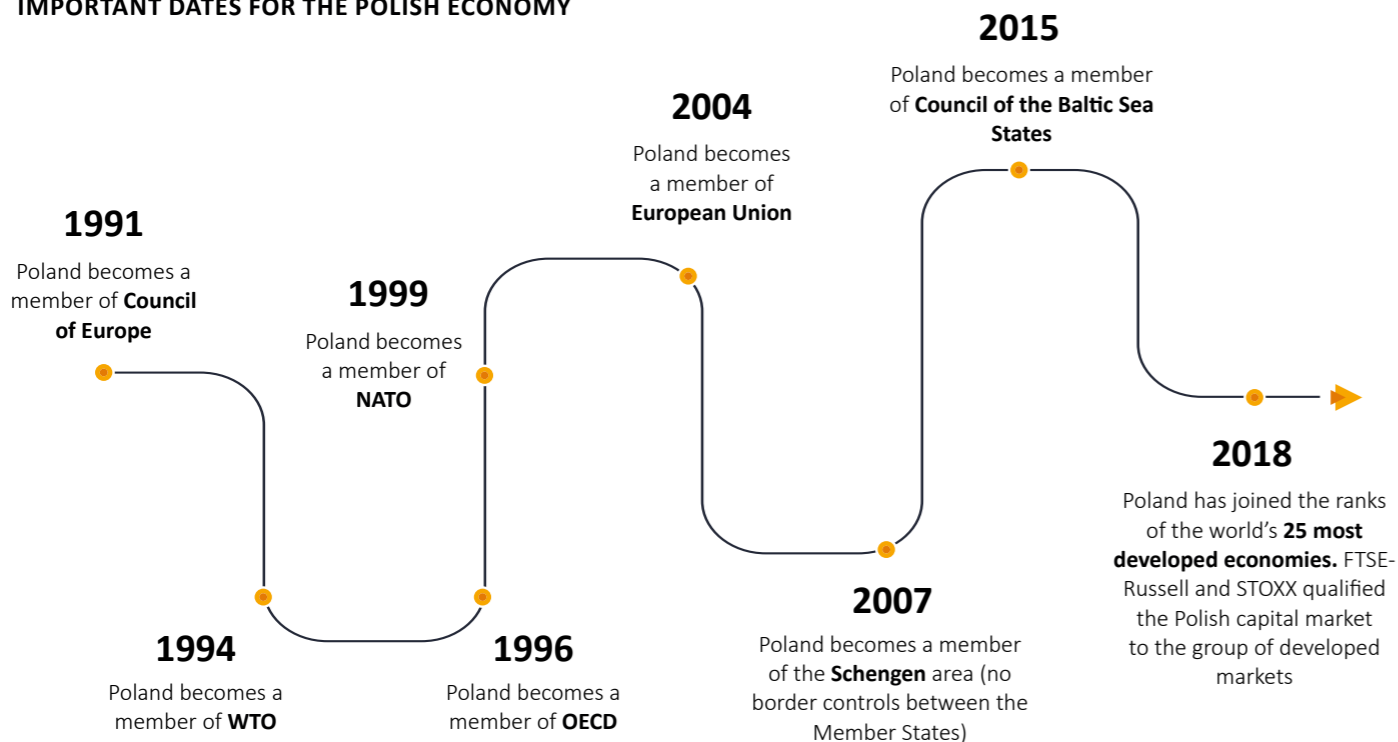 IMPORTANT DATES FOR THE POLISH ECONOMY
1991
Poland becomes a
member of Council
of Europe
1994
Poland becomes a
member of WTO
1996
Poland becomes a
member of OECD
1999
Poland becomes
a member of
NATO
2004
Poland becomes
a member of
European Union
2007
Poland becomes a member
of the Schengen area (no
border controls between the
Member States)
2015
Poland becomes a member
of Council of the Baltic Sea
States
2018
Poland has joined the ranks
of the world's 25 most
developed economies. FTSE-
Russell and STOXX qualified
the Polish capital market
to the group of developed
markets